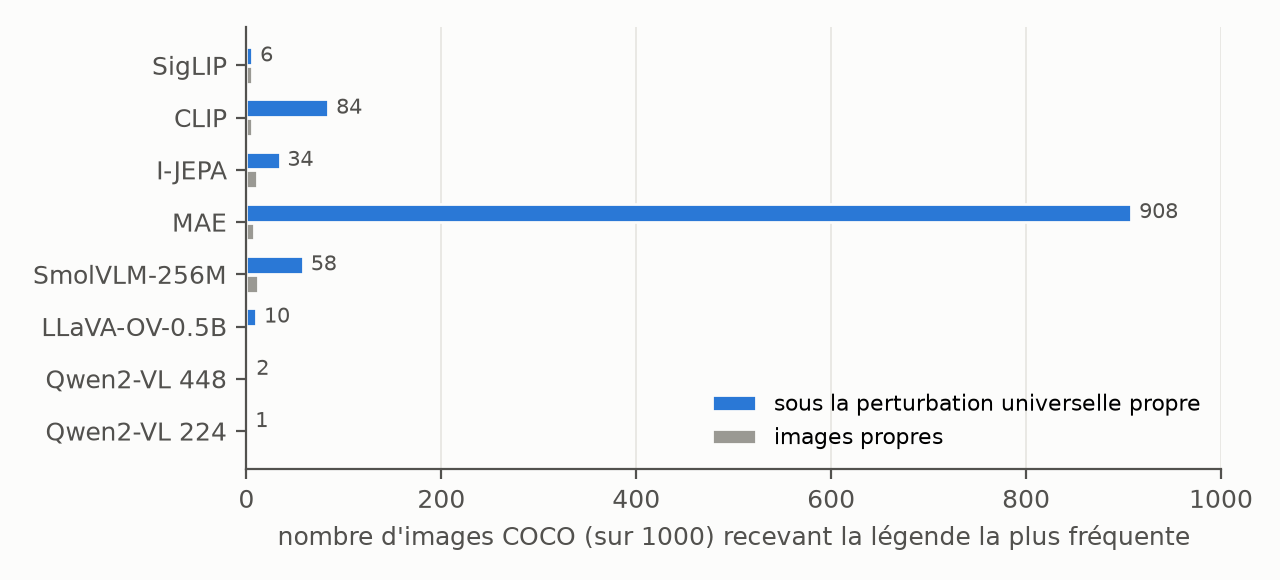 SigLIP 6
CLIP 84
I-JEPA 34
MAE 908
SmolVLM-256M 58
LLaVA-OV-0.5B 10
Qwen2-VL 448 2
Qwen2-VL 224 1
sous la perturbation universelle propre
images propres
0 200 400 600 800 1000
nombre d'images COCO (sur 1000) recevant la légende la plus fréquente